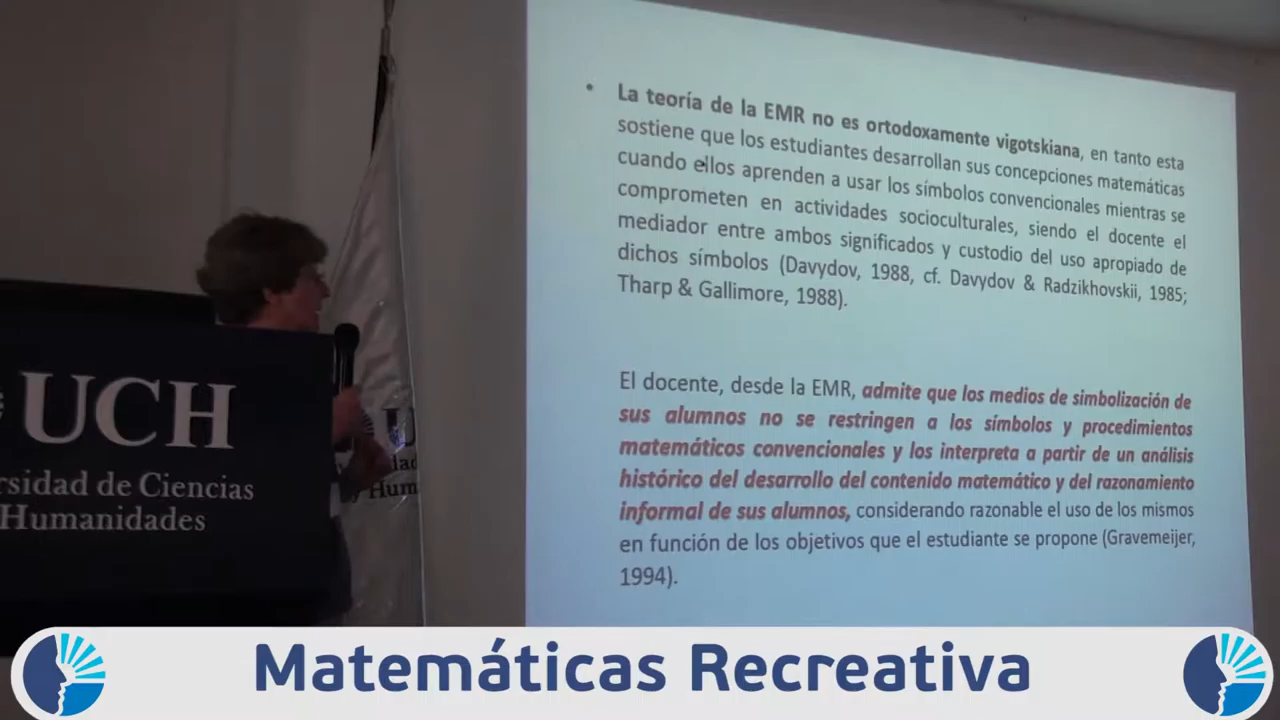 • La teoría de la EMR no es ortodoxamente vigotskiana, en tanto esta
sostiene que los estudiantes desarrollan sus concepciones matemáticas
cuando ellos aprenden a usar los símbolos convencionales mientras se
comprometen en actividades socioculturales, siendo el docente el
mediador entre ambos significados y custodio del uso apropiado de
dichos símbolos (Davydov, 1988, cf. Davydov & Radzikhovskii, 1985;
Tharp & Gallimore, 1988).
El docente, desde la EMR, admite que los medios de simbolización de
sus alumnos no se restringen a los símbolos y procedimientos
matemáticos convencionales y los interpreta a partir de un análisis
histórico del desarrollo del contenido matemático y del razonamiento
informal de sus alumnos, considerando razonable el uso de los mismos
en función de los objetivos que el estudiante se propone (Gravemeijer,
1994).
UCH
rsidad de Ciencias
Humanidades
U
dad
y Hum
Matemáticas Recreativa